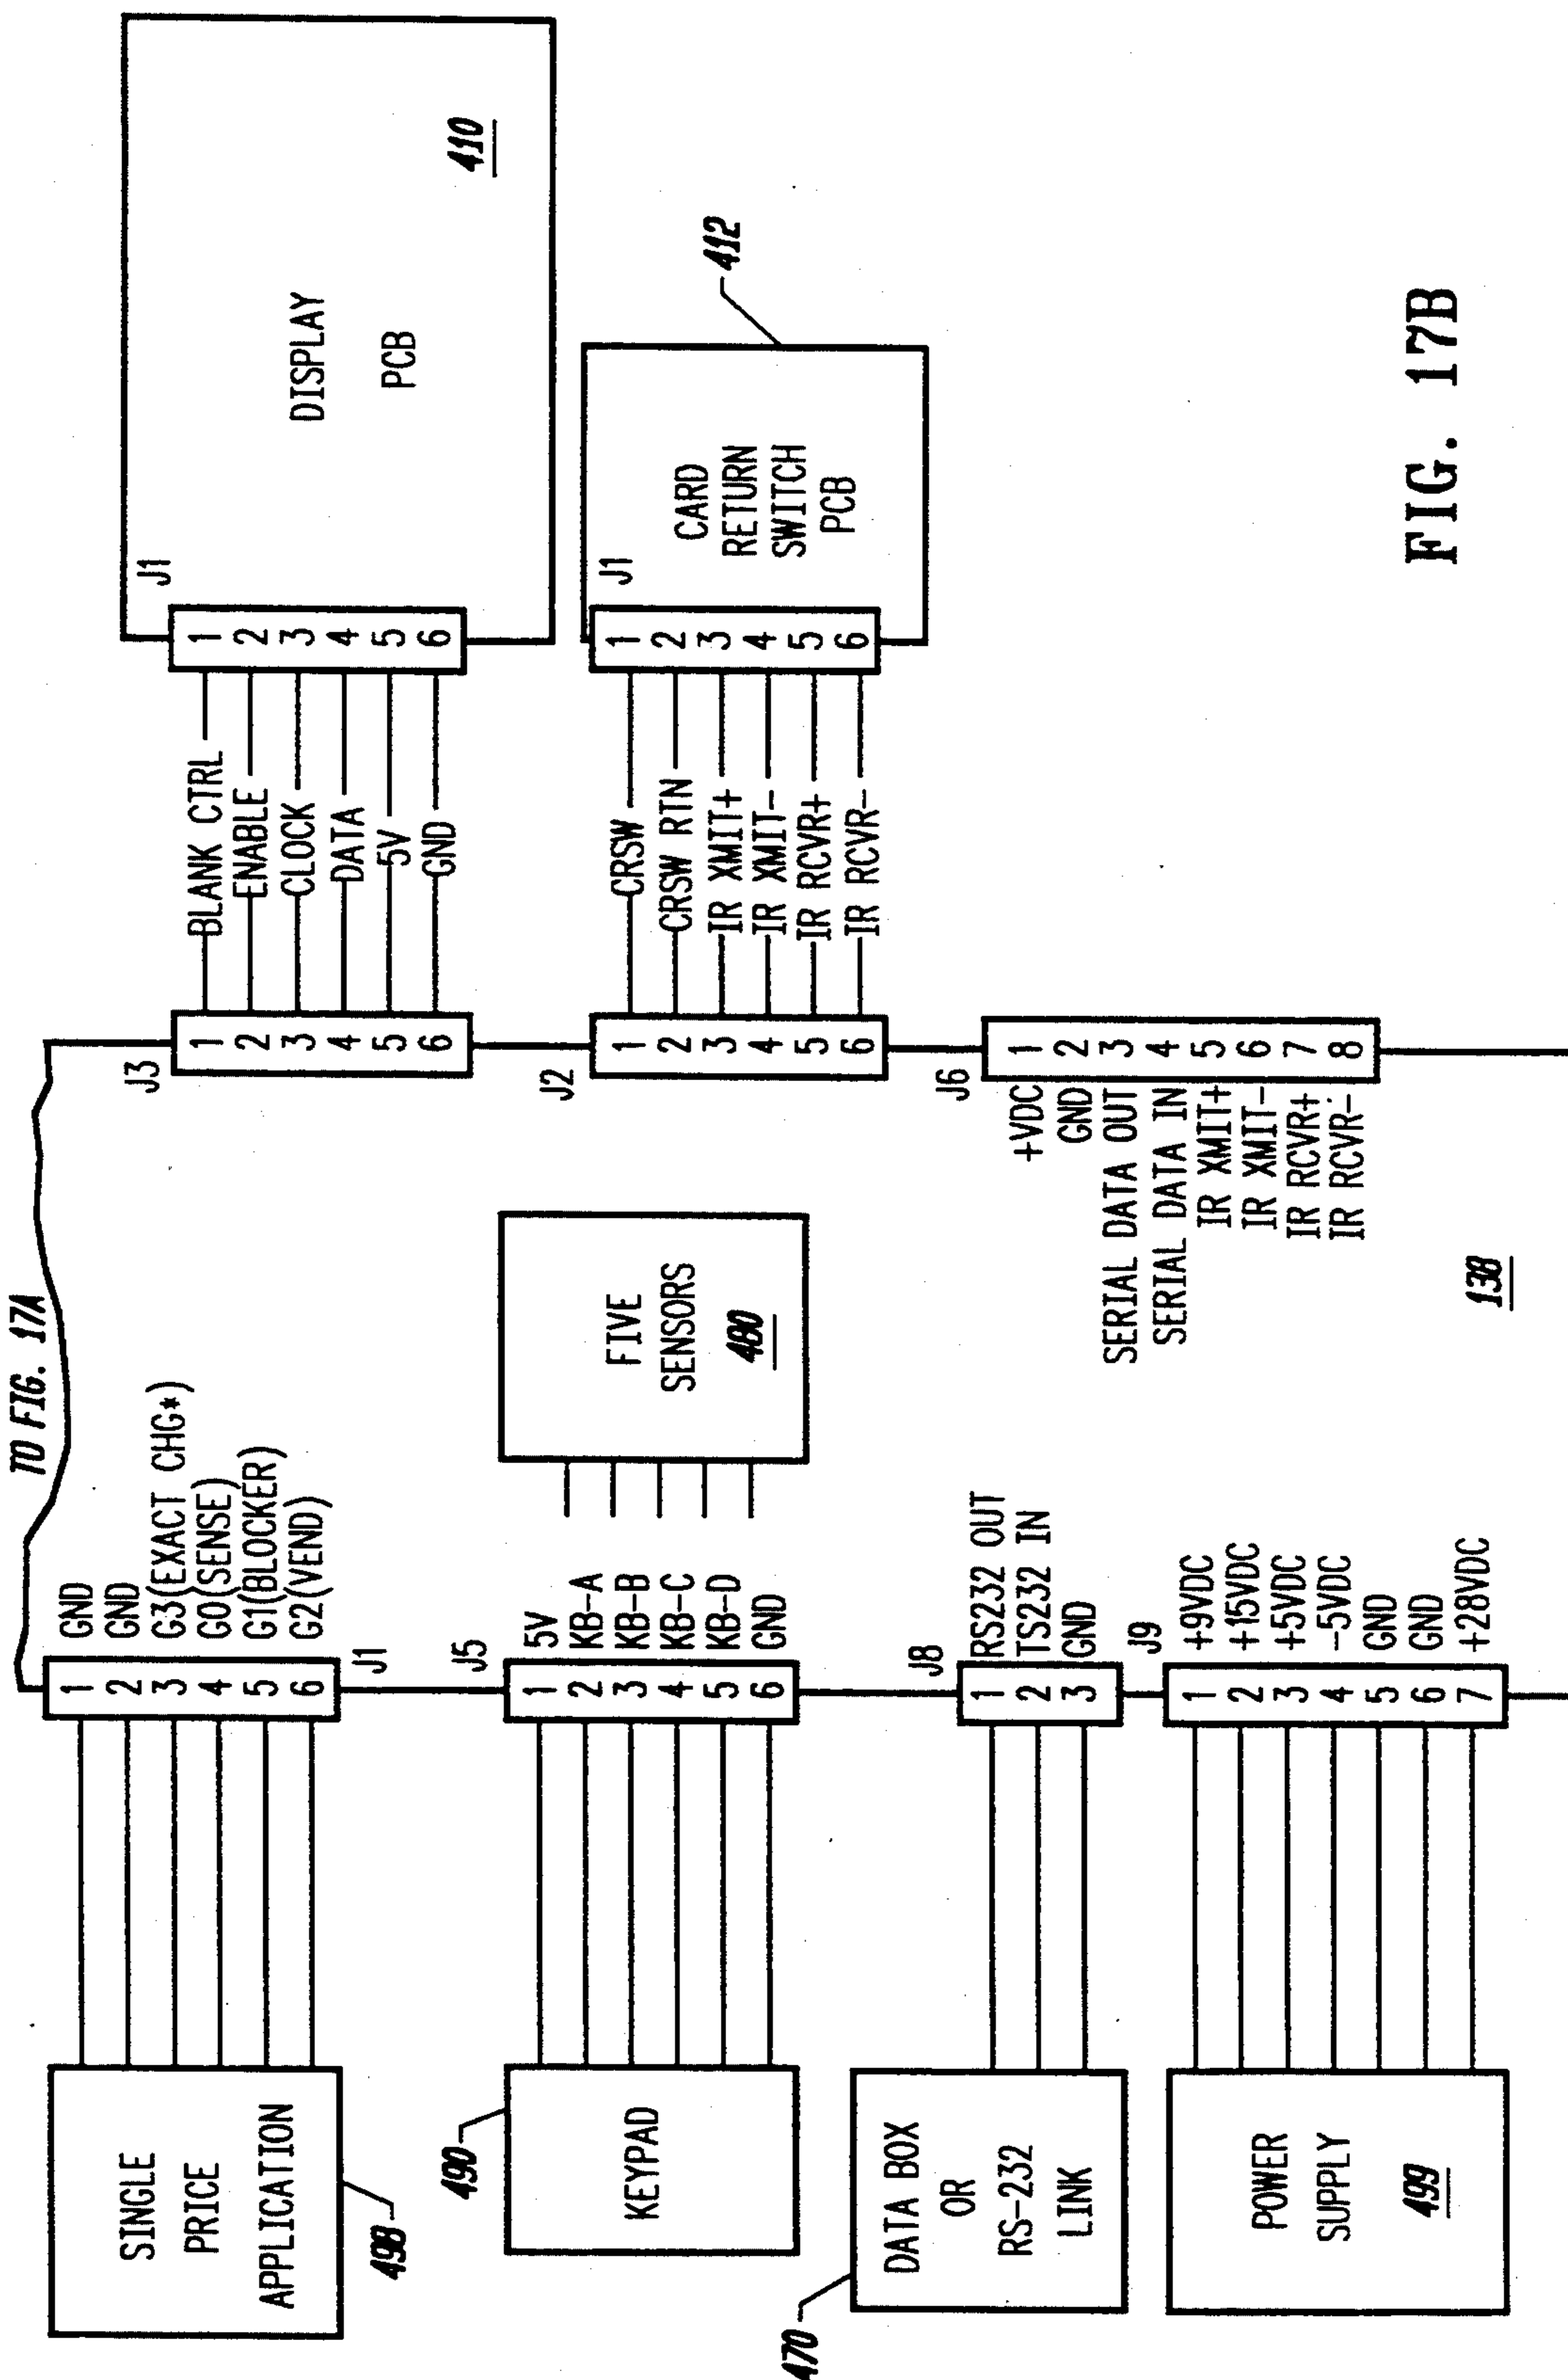 TO FIG. 17A
SINGLE
PRICE
APPLICATION
498
1 GND
2 GND
3 G3(EXACT CHG*)
4 G0(SENSE)
5 G1(BLOCKER)
6 G2(VEND)
J1
490
KEYPAD
J5
1 5V
2 KB-A
3 KB-B
4 KB-C
5 KB-D
6 GND
FIVE
SENSORS
480
470
DATA BOX
OR
RS-232
LINK
J8
1 RS232 OUT
2 TS232 IN
3 GND
POWER
SUPPLY
499
J9
1 +9VDC
2 +15VDC
3 +5VDC
4 -5VDC
5 GND
6 GND
7 +28VDC
J3
1 BLANK CTRL 1
2 ENABLE 2
3 CLOCK 3
4 DATA 4
5 5V 5
6 GND 6
J1
DISPLAY
PCB
410
J2
1 CRSW 1
2 CRSW RTN 2
3 IR XMIT+ 3
4 IR XMIT- 4
5 IR RCVR+ 5
6 IR RCVR- 6
J1
CARD
RETURN
SWITCH
PCB
412
J6
+VDC 1
GND 2
SERIAL DATA OUT 3
SERIAL DATA IN 4
IR XMIT+ 5
IR XMIT- 6
IR RCVR+ 7
IR RCVR- 8
138
FIG. 17B